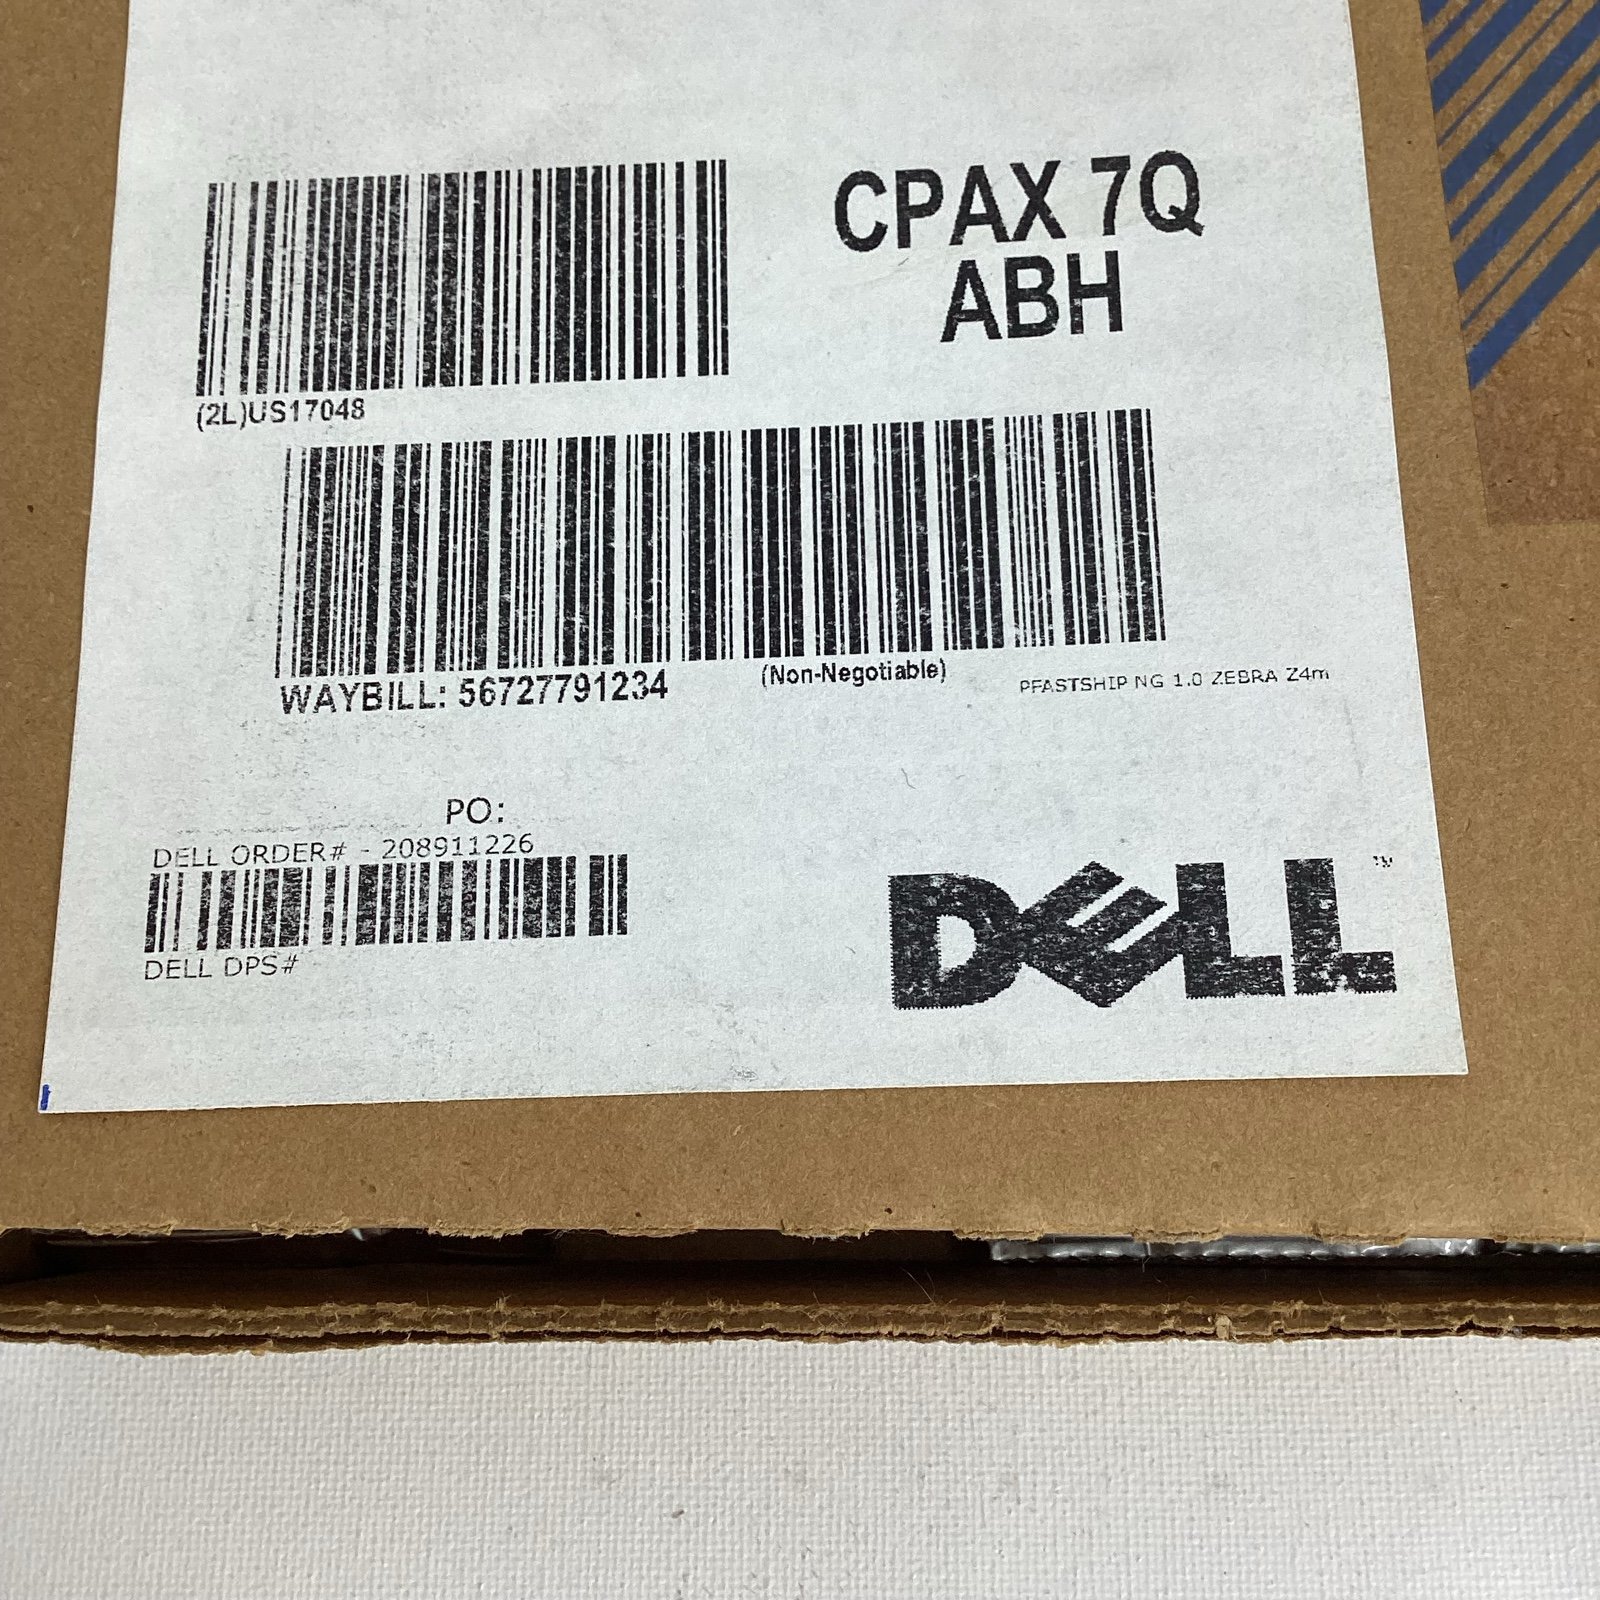 CPAX 7Q
ABH
(2L)US17048
WAYBILL: 56727791234
(Non-Negotiable)
PFASTSHIP NG 1.0 ZEBRA Z4m
PO:
DELL ORDER# - 208911226
DELL DPS#
DELL™